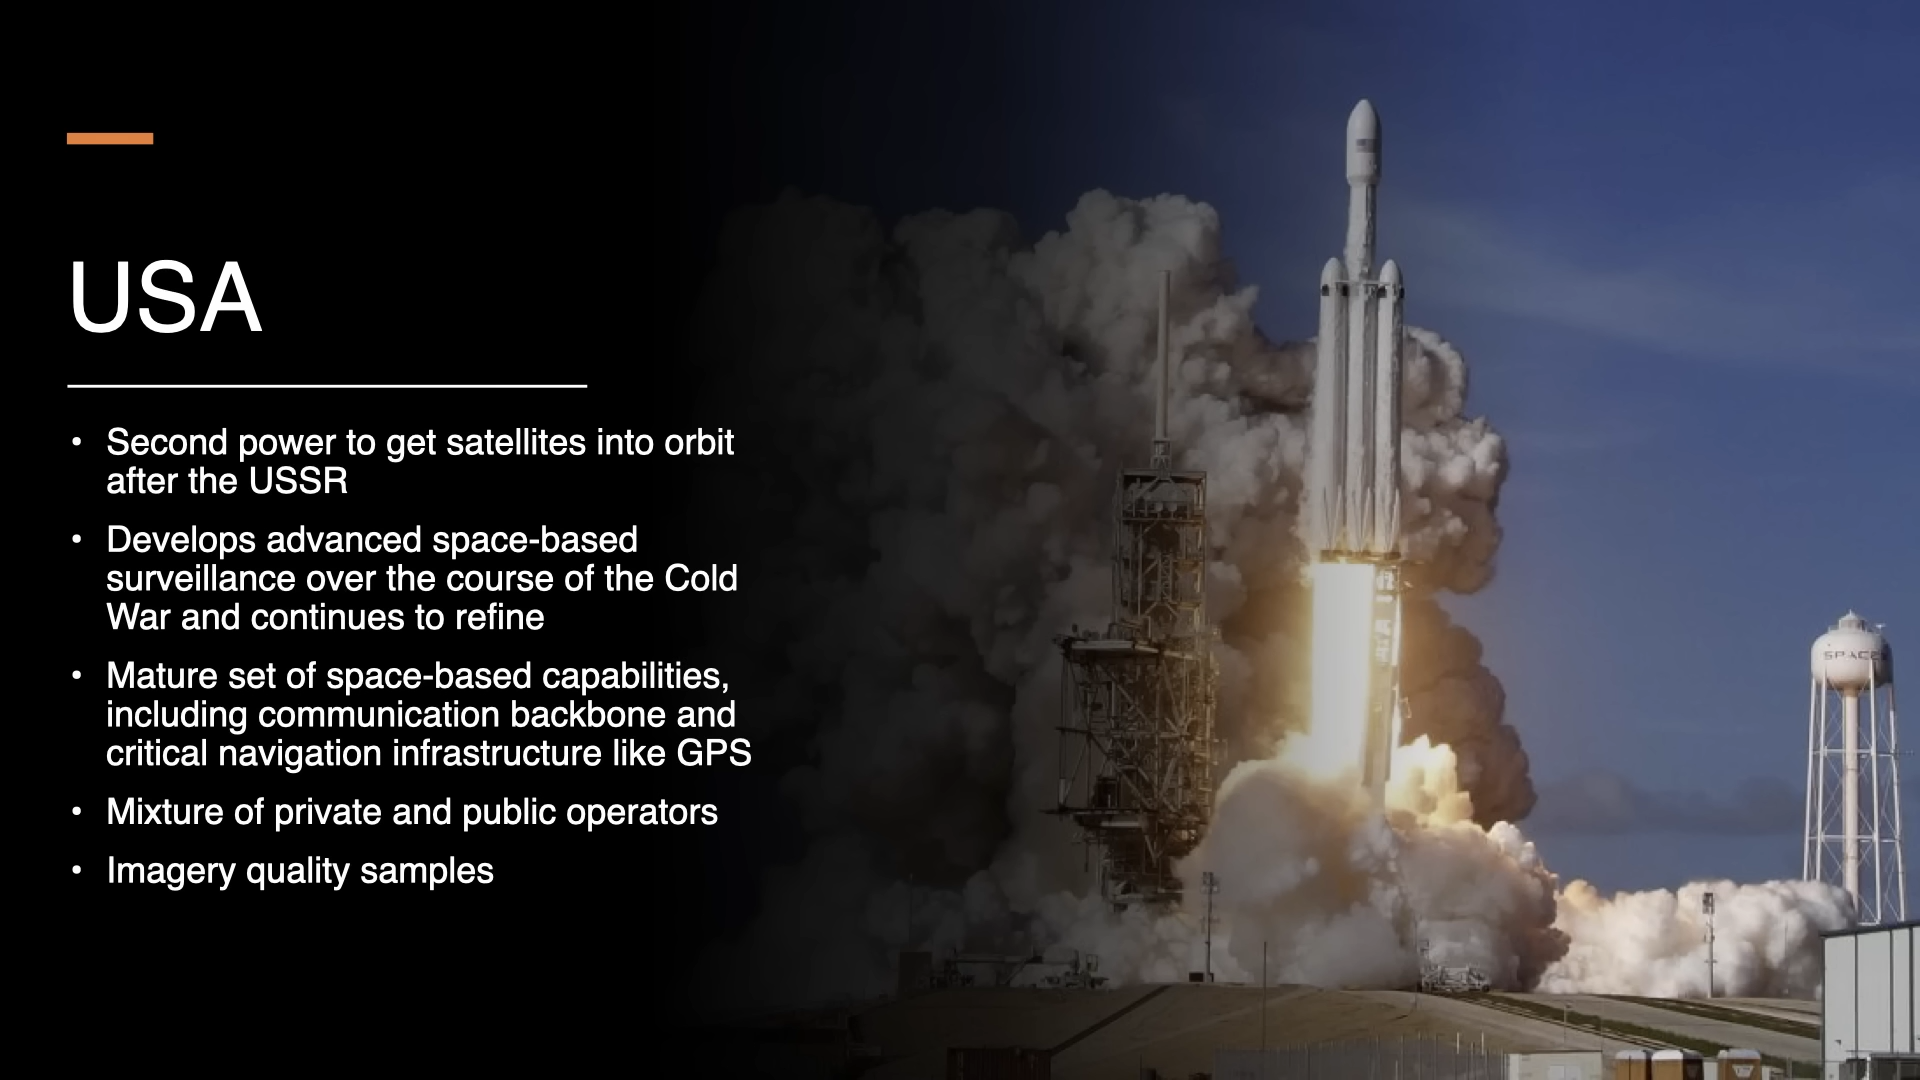 USA
• Second power to get satellites into orbit
after the USSR
• Develops advanced space-based
surveillance over the course of the Cold
War and continues to refine
• Mature set of space-based capabilities,
including communication backbone and
critical navigation infrastructure like GPS
• Mixture of private and public operators
• Imagery quality samples
SPACEX